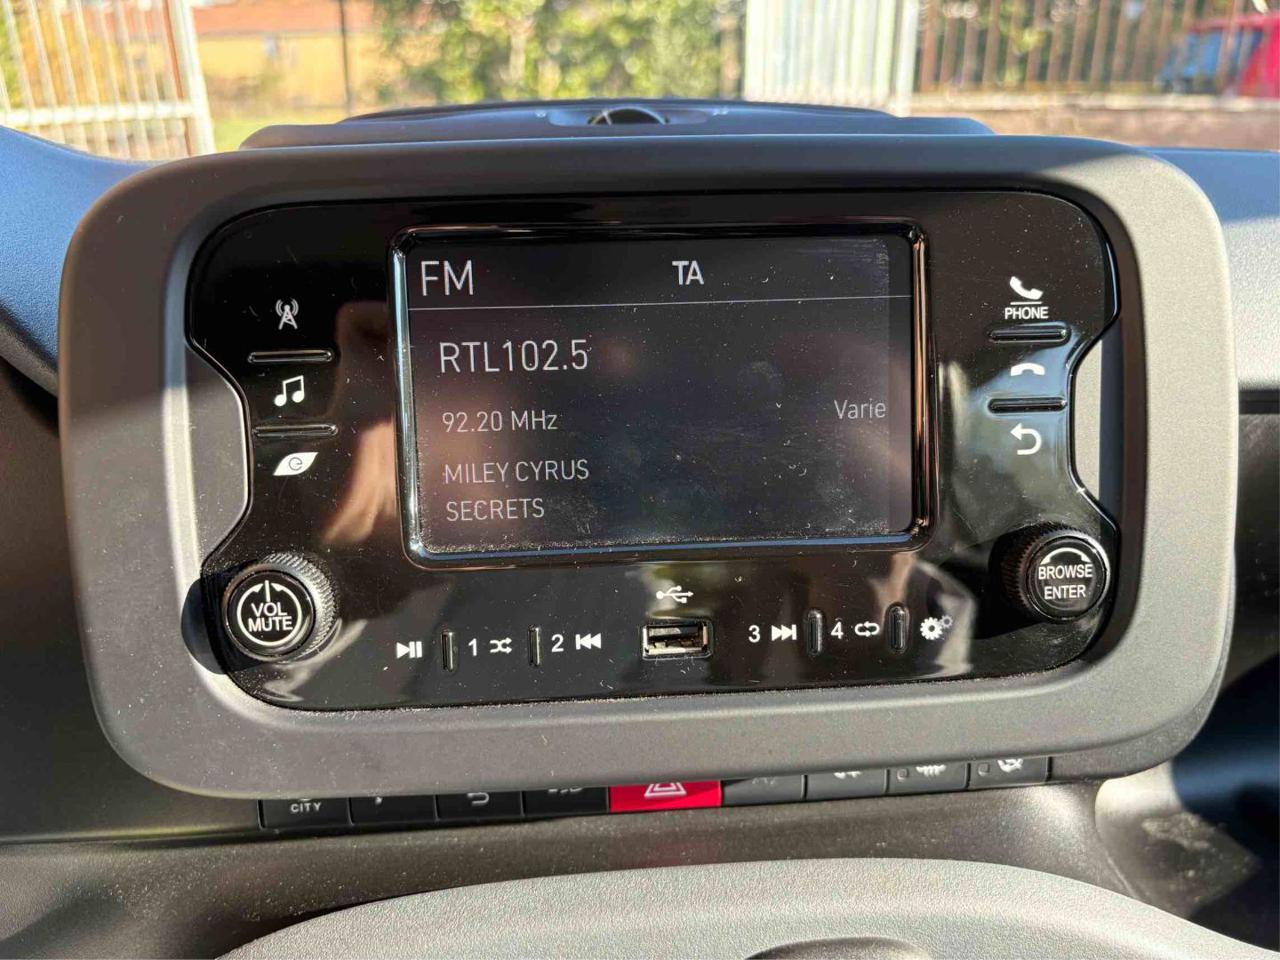 FM TA
RTL102.5
92.20 MHz Varie
MILEY CYRUS
SECRETS
PHONE
VOL
MUTE
BROWSE
ENTER
1 2 3 4
CITY